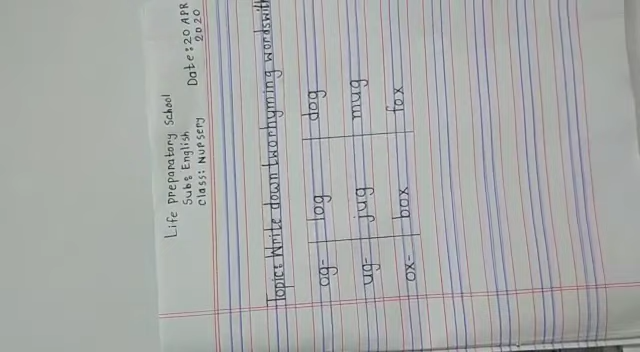 Life preparatory School
Sub: English
Class: Nursery
Date: 20 APR
2020
Topic: Write down two rhyming words with
og- log dog
ug- jug mug
ox- box fox